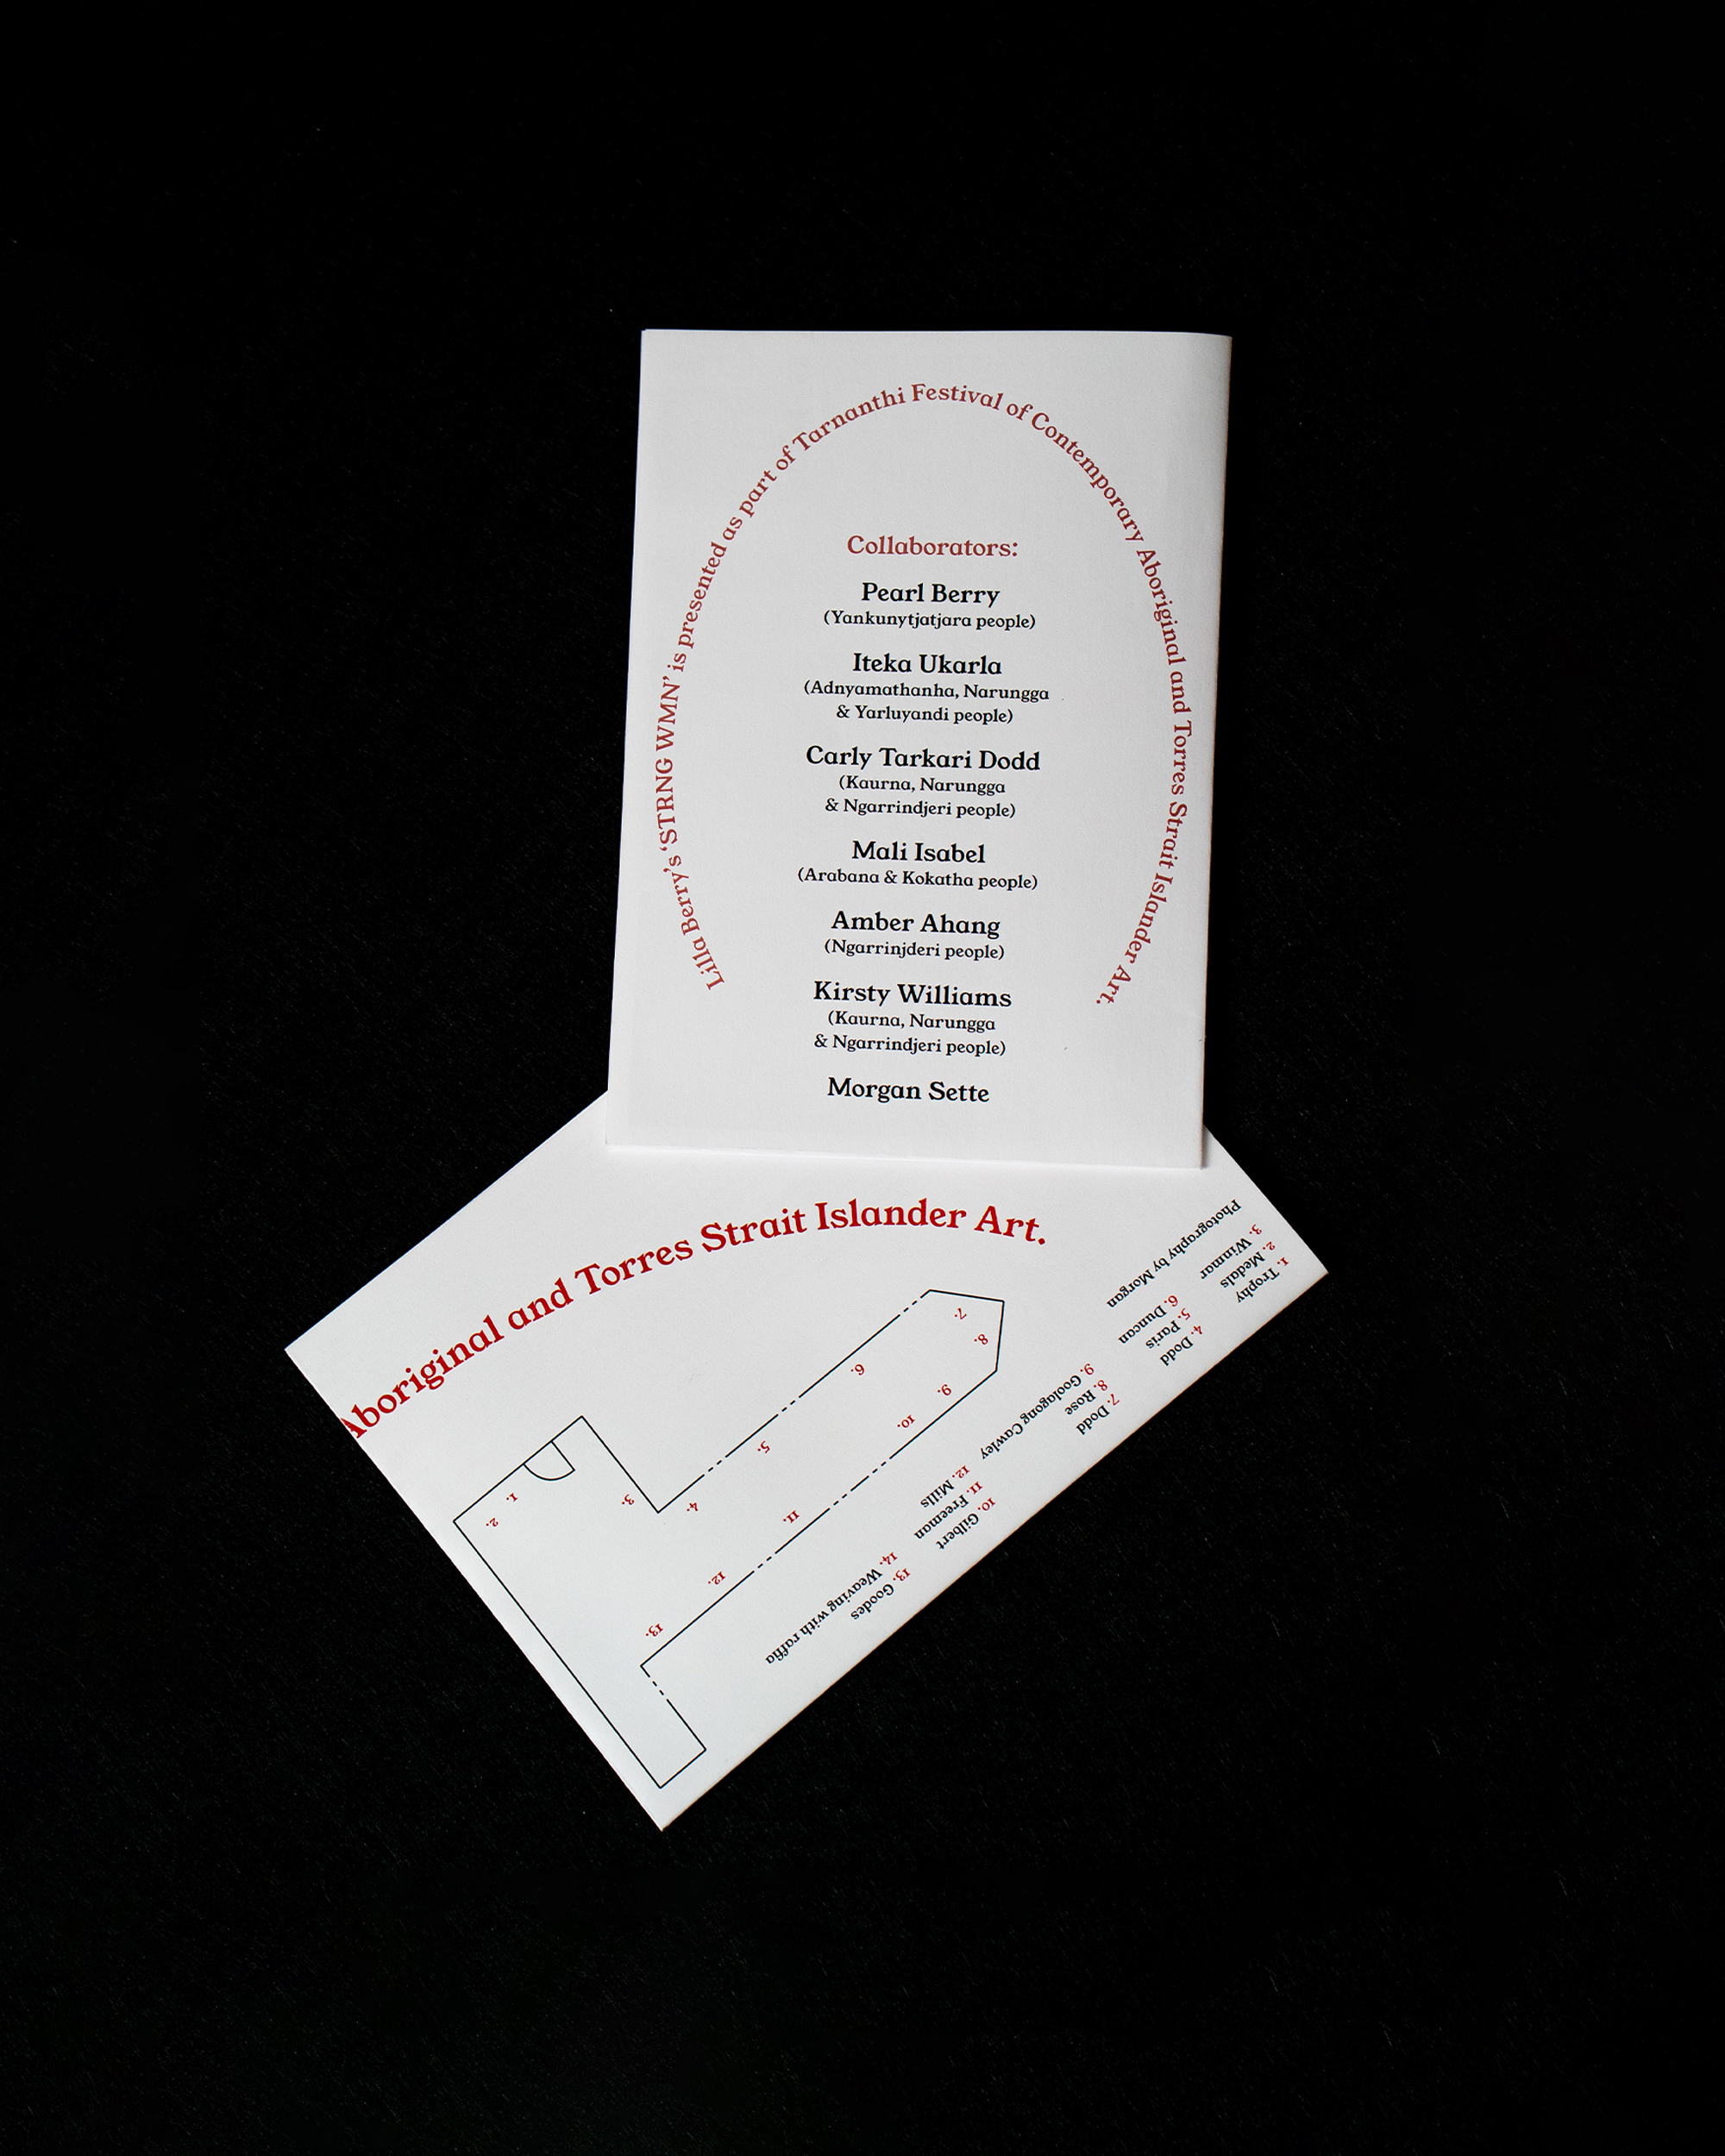 Lilla Berry's 'STRNG WMN' is presented as part of Tarnanthi Festival of Contemporary Aboriginal and Torres Strait Islander Art.
Collaborators:
Pearl Berry
(Yankunytjatjara people)
Iteka Ukarla
(Adnyamathanha, Narungga
& Yarluyandi people)
Carly Tarkari Dodd
(Kaurna, Narungga
& Ngarrindjeri people)
Mali Isabel
(Arabana & Kokatha people)
Amber Ahang
(Ngarrinjderi people)
Kirsty Williams
(Kaurna, Narungga
& Ngarrindjeri people)
Morgan Sette
Aboriginal and Torres Strait Islander Art.
1.
2.
3.
4.
5.
6.
7.
8.
9.
10.
11.
12.
13.
1. Trophy
2. Medals
3. Winmar
Photography by Morgan
4. Dodd
5. Paris
6. Duncan
7. Dodd
8. Rose
9. Goolagong Cawley
10. Gilbert
11. Freeman
12. Mills
13. Goodes
14. Weaving with raffia